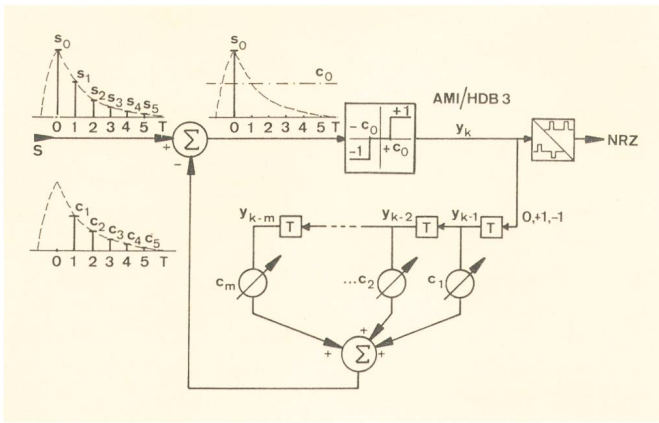 s0
s1
s2 s3 s4 s5
0 1 2 3 4 5 T
S
+
Σ
−
s0
c0
0 1 2 3 4 5 T
AMI/HDB 3
+1
− c0
−1
+ c0
yk
NRZ
c1
c2 c3 c4 c5
0 1 2 3 4 5 T
yk-m
T
yk-2
T
yk-1
T
0,+1,-1
cm
...c2
c1
+
+
+
Σ